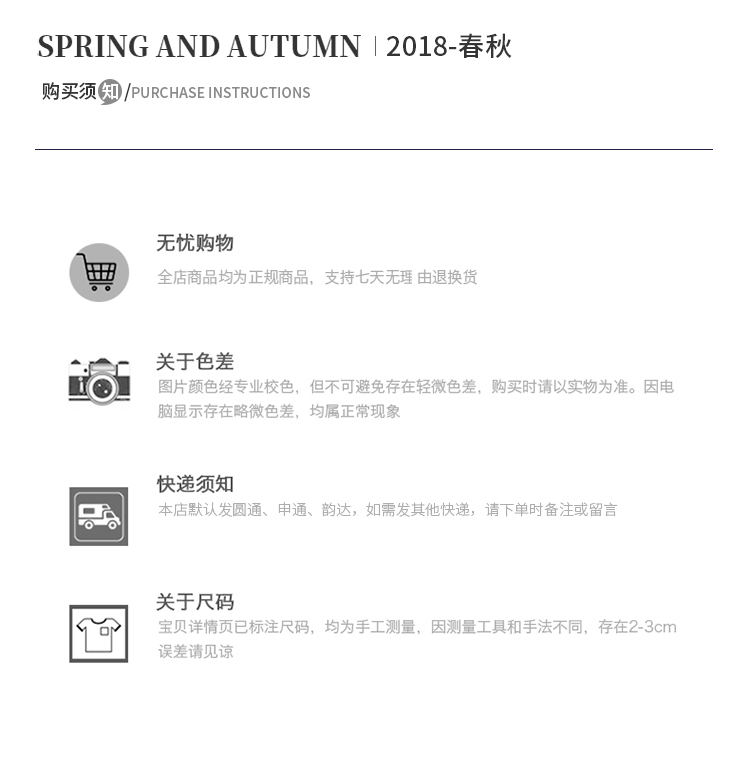 SPRING AND AUTUMN | 2018-春秋
购买须知/PURCHASE INSTRUCTIONS
无忧购物
全店商品均为正规商品，支持七天无理 由退换货
关于色差
图片颜色经专业校色，但不可避免存在轻微色差，购买时请以实物为准。因电
脑显示存在略微色差，均属正常现象
快递须知
本店默认发圆通、申通、韵达，如需发其他快递，请下单时备注或留言
关于尺码
宝贝详情页已标注尺码，均为手工测量，因测量工具和手法不同，存在2-3cm
误差请见谅